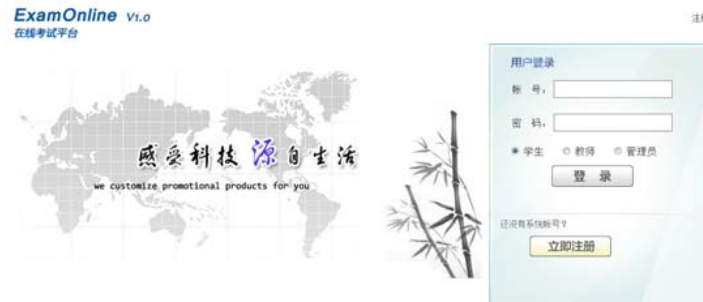 ExamOnline V1.0
在线考试平台
用户登录
帐 号:
密 码:
学生 教师 管理员
登 录
感受科技 源自生活
we customize promotional products for you
还没有系统帐号?
立即注册